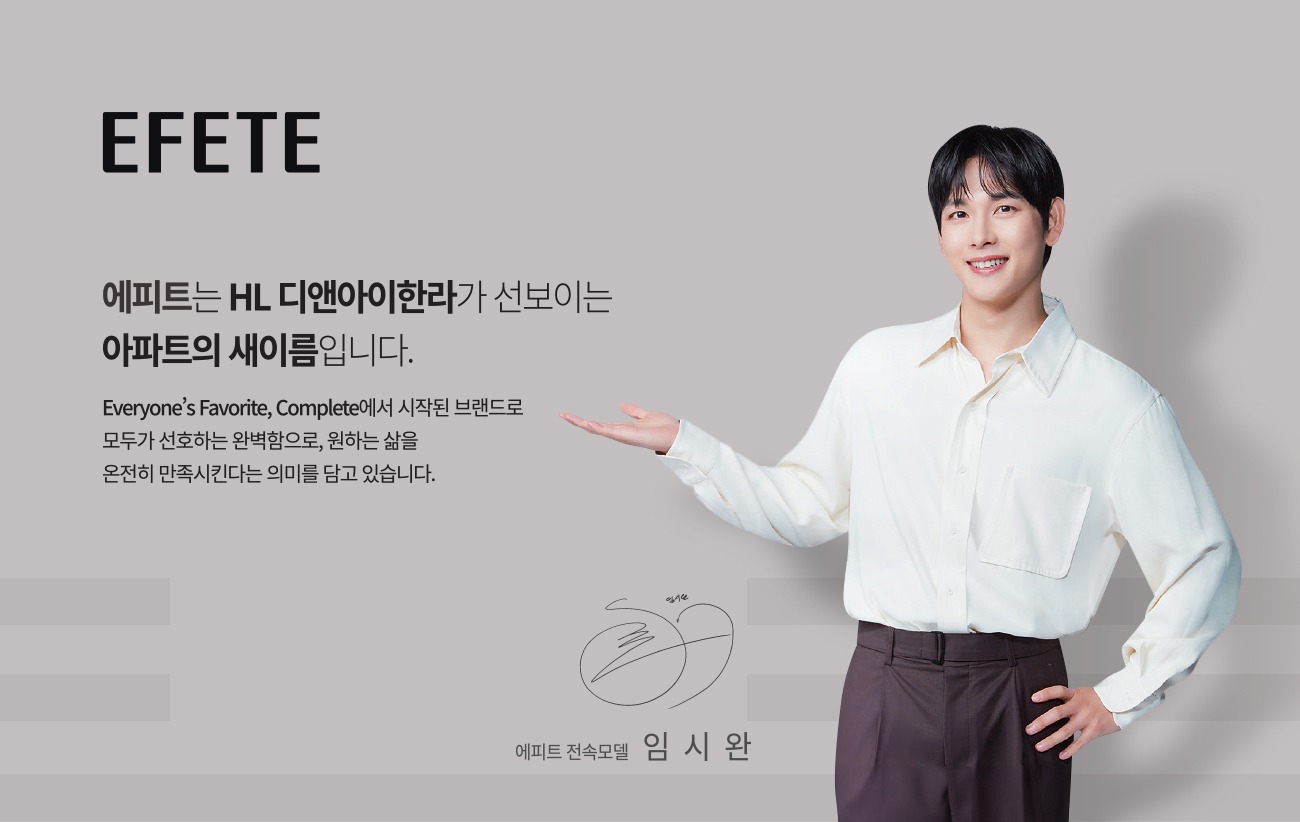 EFETE
에피트는 HL 디앤아이한라가 선보이는
아파트의 새이름입니다.
Everyone’s Favorite, Complete에서 시작된 브랜드로
모두가 선호하는 완벽함으로, 원하는 삶을
온전히 만족시킨다는 의미를 담고 있습니다.
임시완
에피트 전속모델 임 시 완